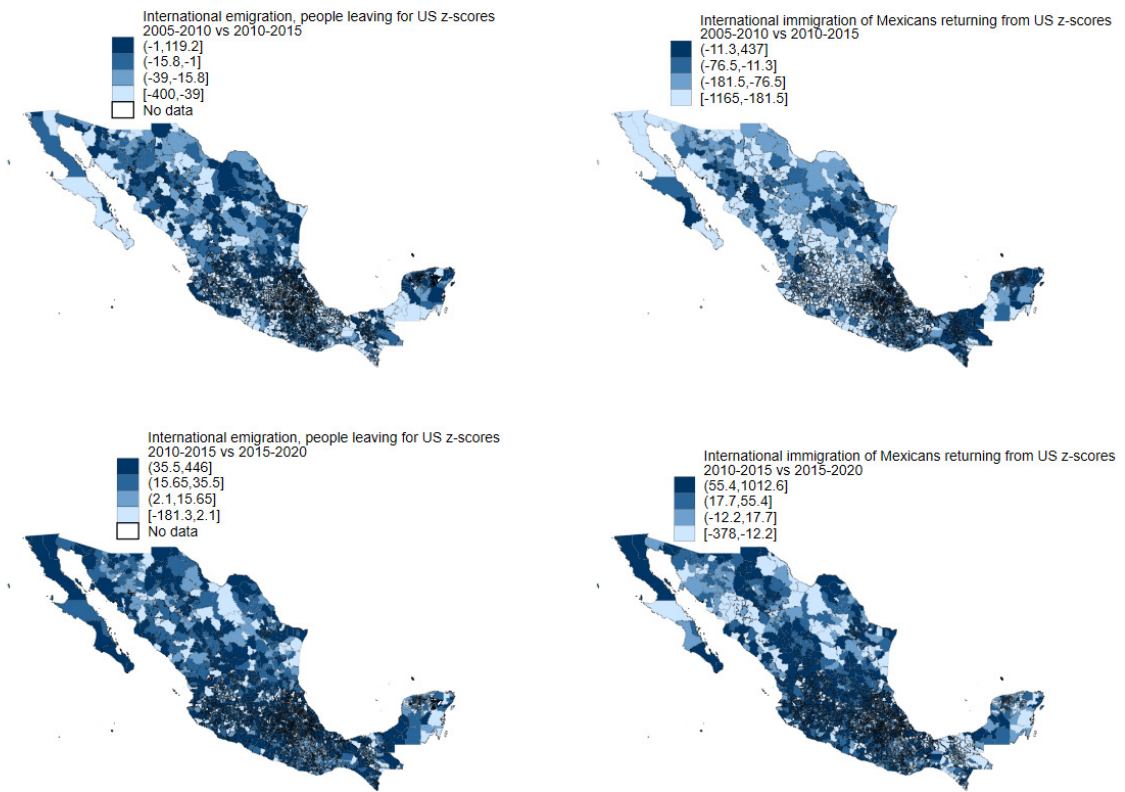 International emigration, people leaving for US z-scores
2005-2010 vs 2010-2015
(-1,119.2]
(-15.8,-1]
(-39,-15.8]
[-400,-39]
No data
International immigration of Mexicans returning from US z-scores
2005-2010 vs 2010-2015
(-11.3,437]
(-76.5,-11.3]
(-181.5,-76.5]
[-1165,-181.5]
International emigration, people leaving for US z-scores
2010-2015 vs 2015-2020
(35.5,446]
(15.65,35.5]
(2.1,15.65]
[-181.3,2.1]
No data
International immigration of Mexicans returning from US z-scores
2010-2015 vs 2015-2020
(55.4,1012.6]
(17.7,55.4]
(-12.2,17.7]
[-378,-12.2]